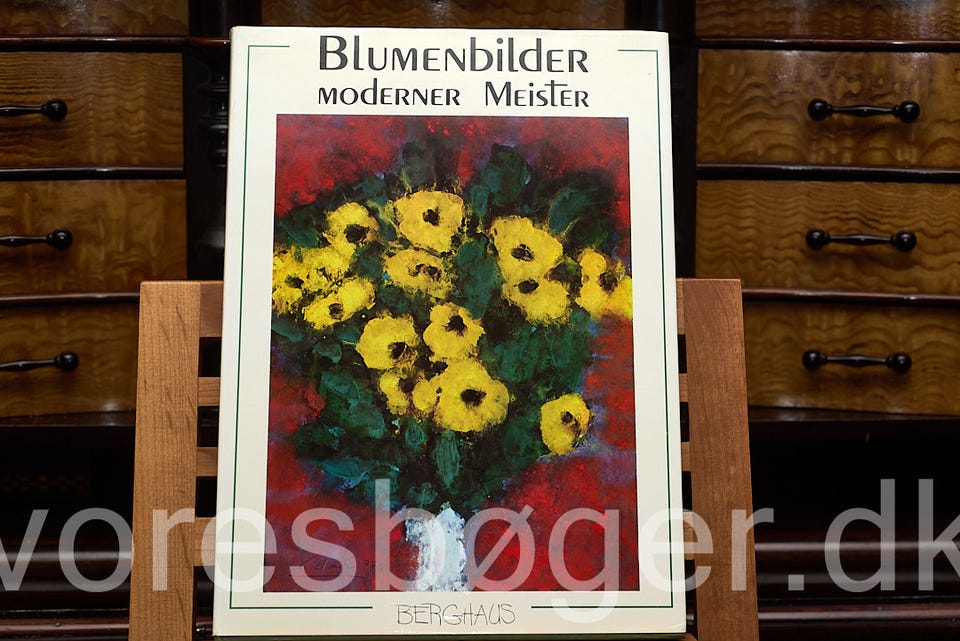 Blumenbilder
moderner Meister
BERGHAUS
voresbøger.dk